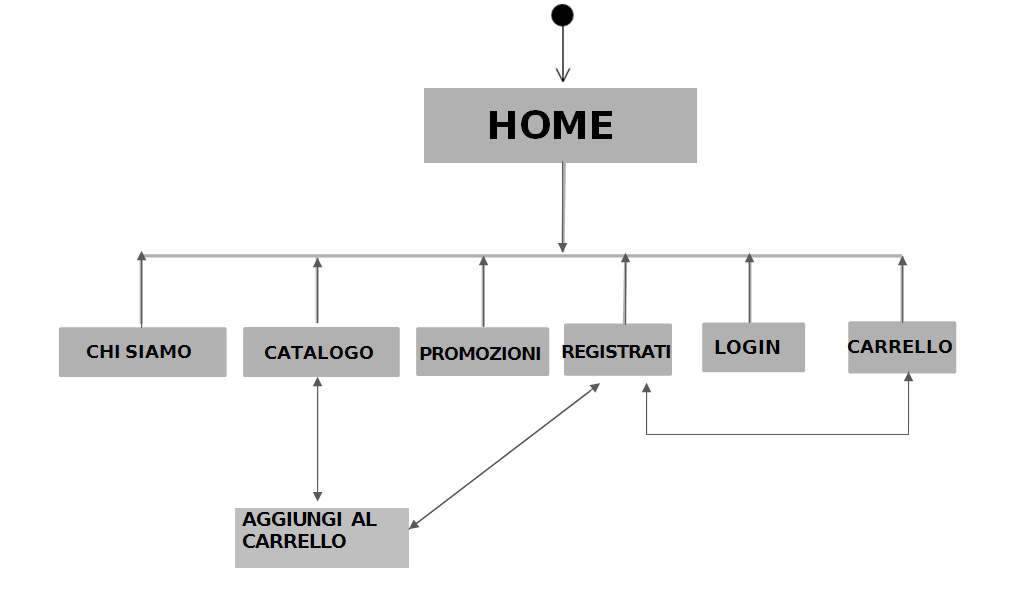 HOME
CHI SIAMO
CATALOGO
PROMOZIONI
REGISTRATI
LOGIN
CARRELLO
AGGIUNGI AL
CARRELLO